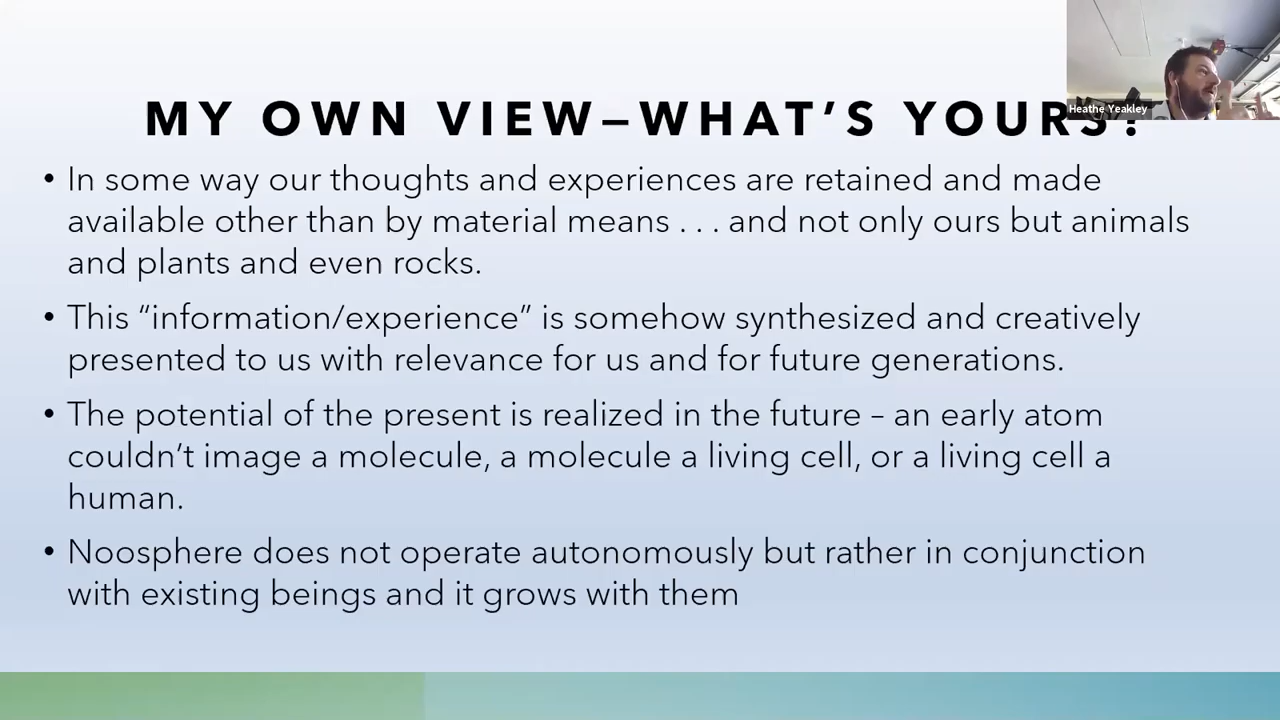 Heathe Yeakley
MY OWN VIEW—WHAT’S YOURS?
• In some way our thoughts and experiences are retained and made
available other than by material means . . . and not only ours but animals
and plants and even rocks.
• This “information/experience” is somehow synthesized and creatively
presented to us with relevance for us and for future generations.
• The potential of the present is realized in the future – an early atom
couldn’t image a molecule, a molecule a living cell, or a living cell a
human.
• Noosphere does not operate autonomously but rather in conjunction
with existing beings and it grows with them